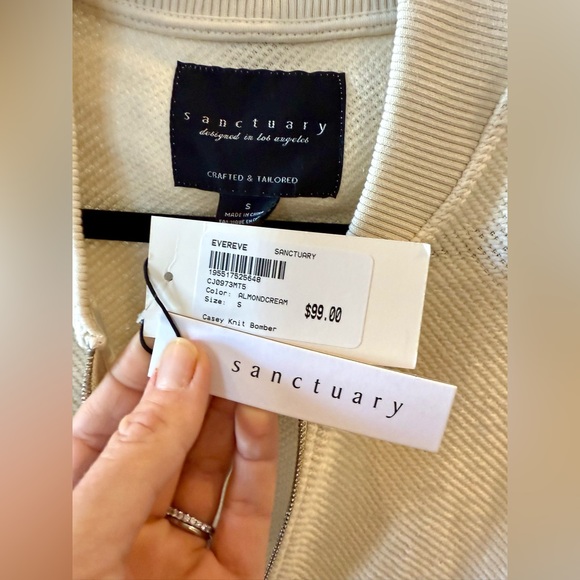 sanctuary
designed in los angeles
CRAFTED & TAILORED
S
MADE IN CHINA
EVEREVE SANCTUARY
195517525648
CJ0973MT5
Color: ALMONDCREAM
Size: S
$99.00
Casey Knit Bomber
sanctuary